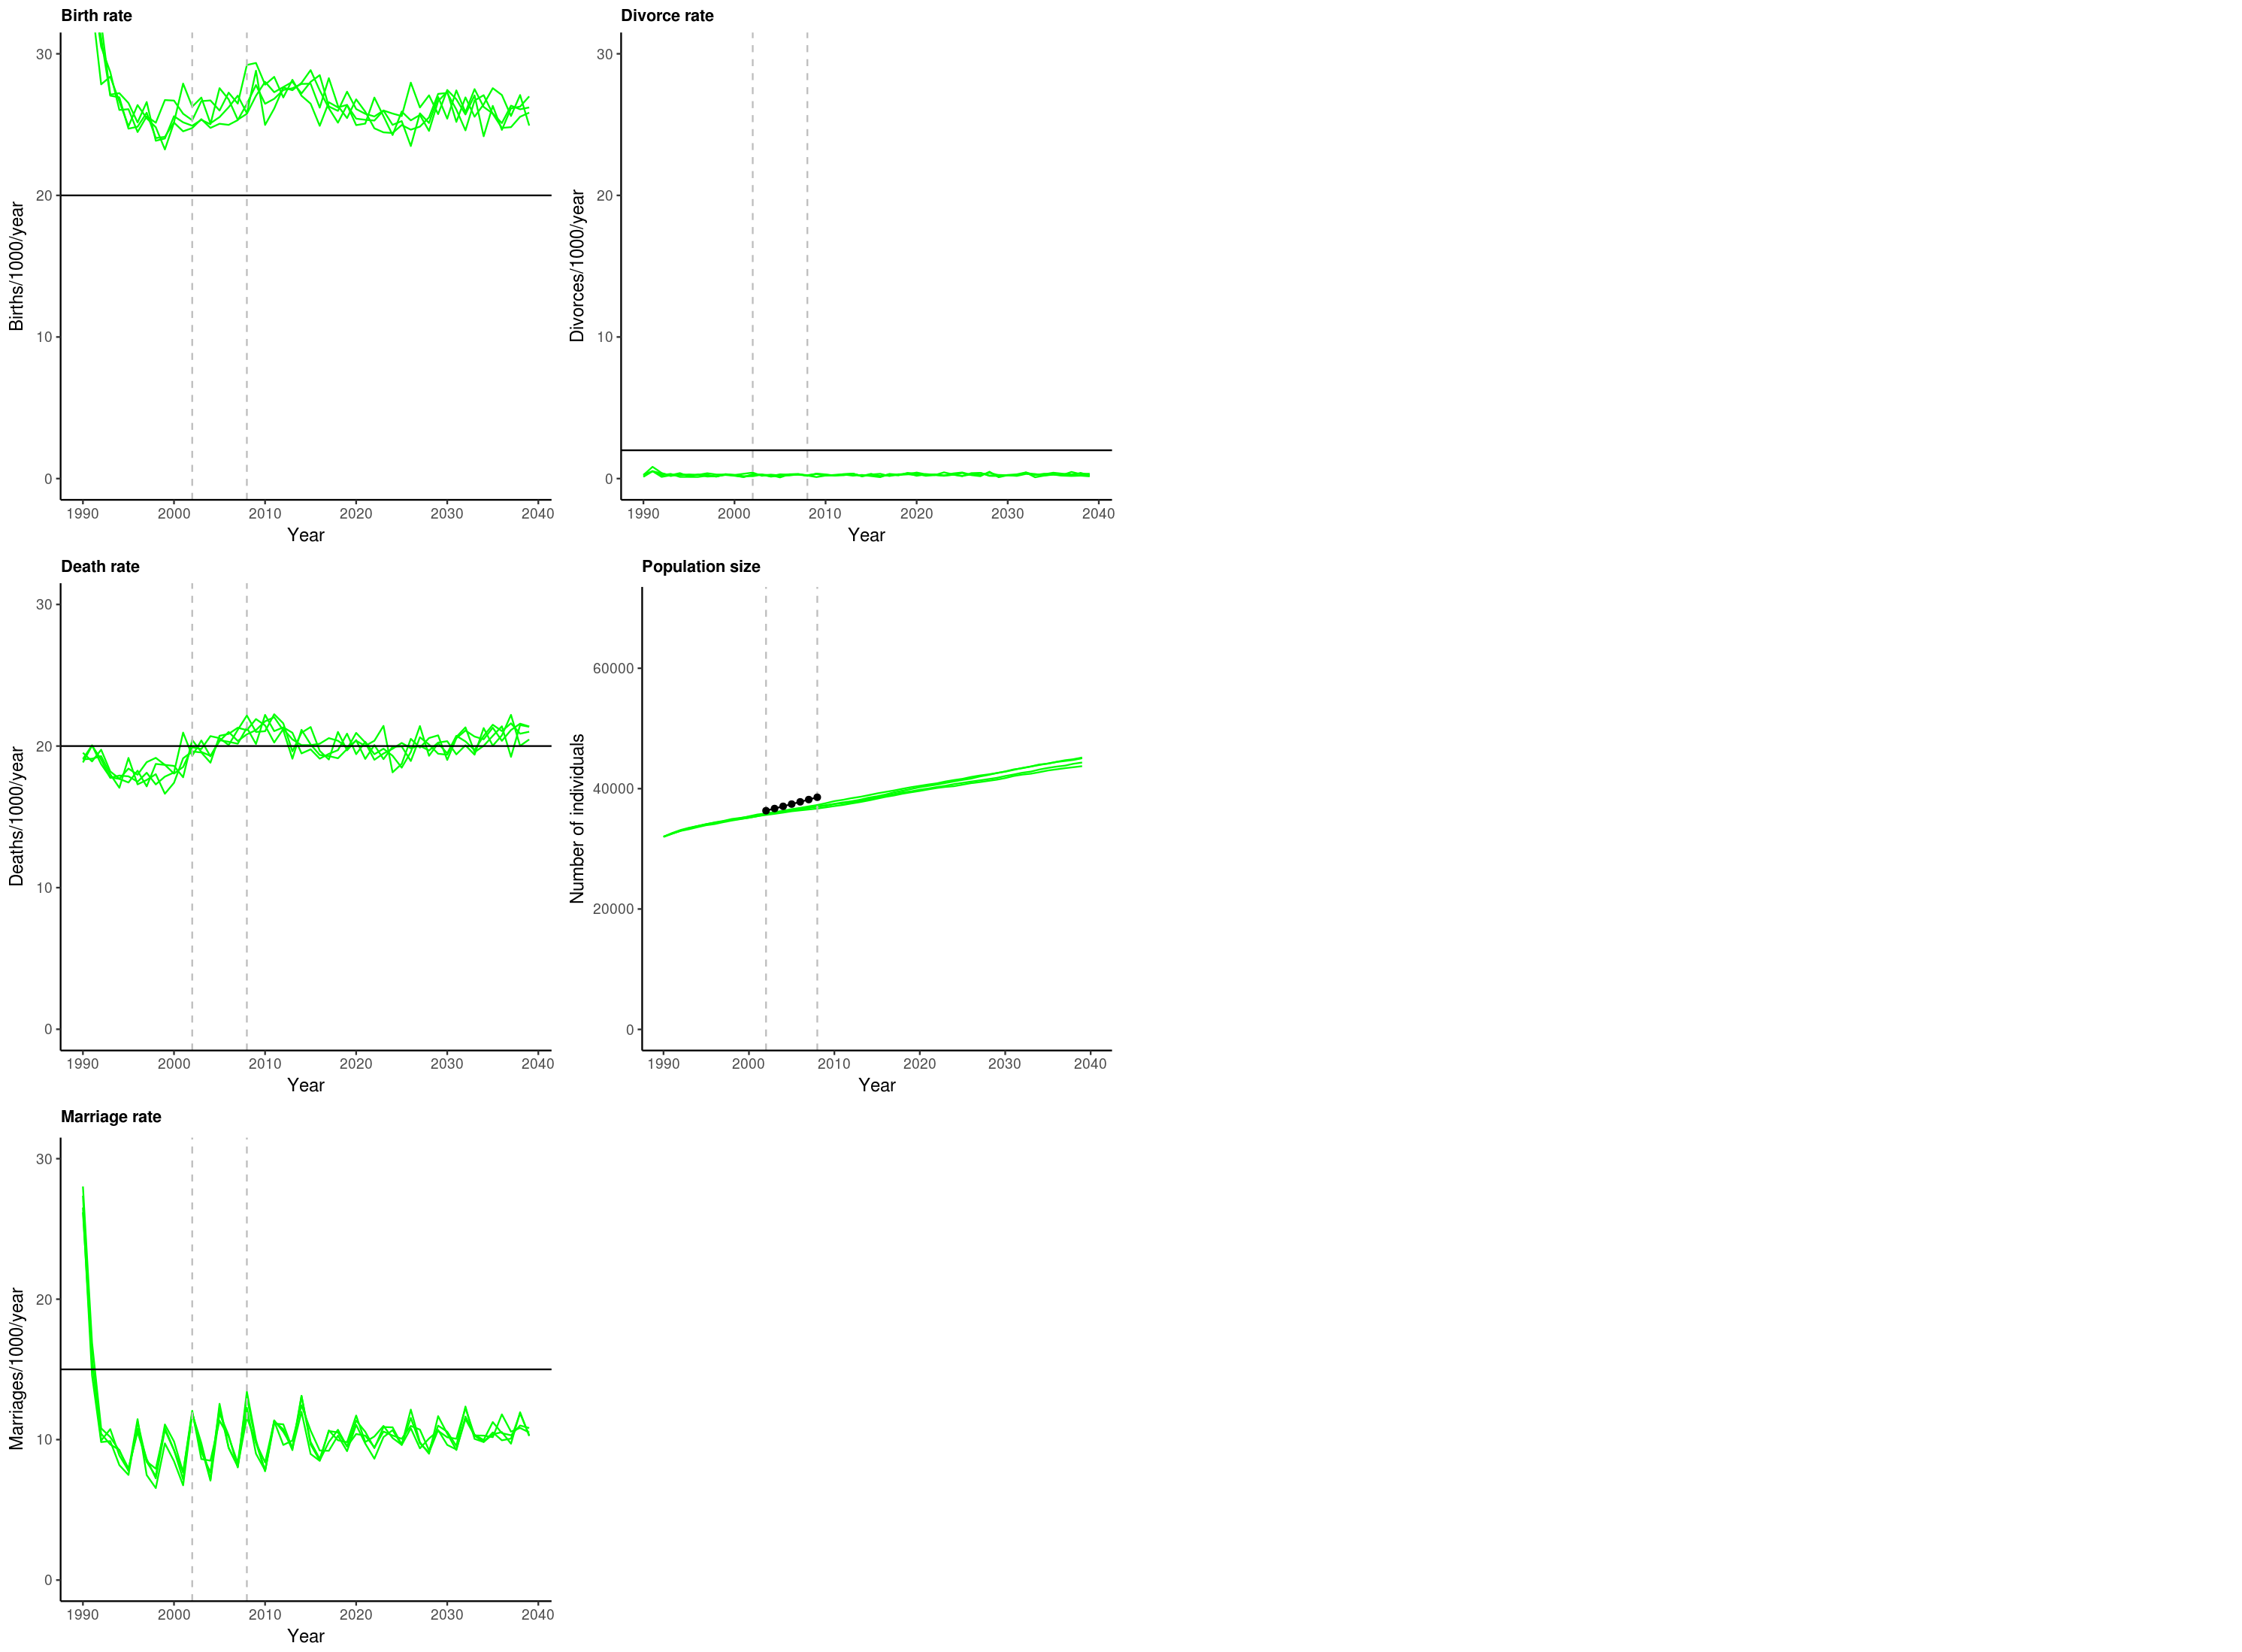 Birth rate
30
20
10
0
Births/1000/year
1990 2000 2010 2020 2030 2040
Year
Divorce rate
30
20
10
0
Divorces/1000/year
1990 2000 2010 2020 2030 2040
Year
Death rate
30
20
10
0
Deaths/1000/year
1990 2000 2010 2020 2030 2040
Year
Population size
60000
40000
20000
0
Number of individuals
1990 2000 2010 2020 2030 2040
Year
Marriage rate
30
20
10
0
Marriages/1000/year
1990 2000 2010 2020 2030 2040
Year